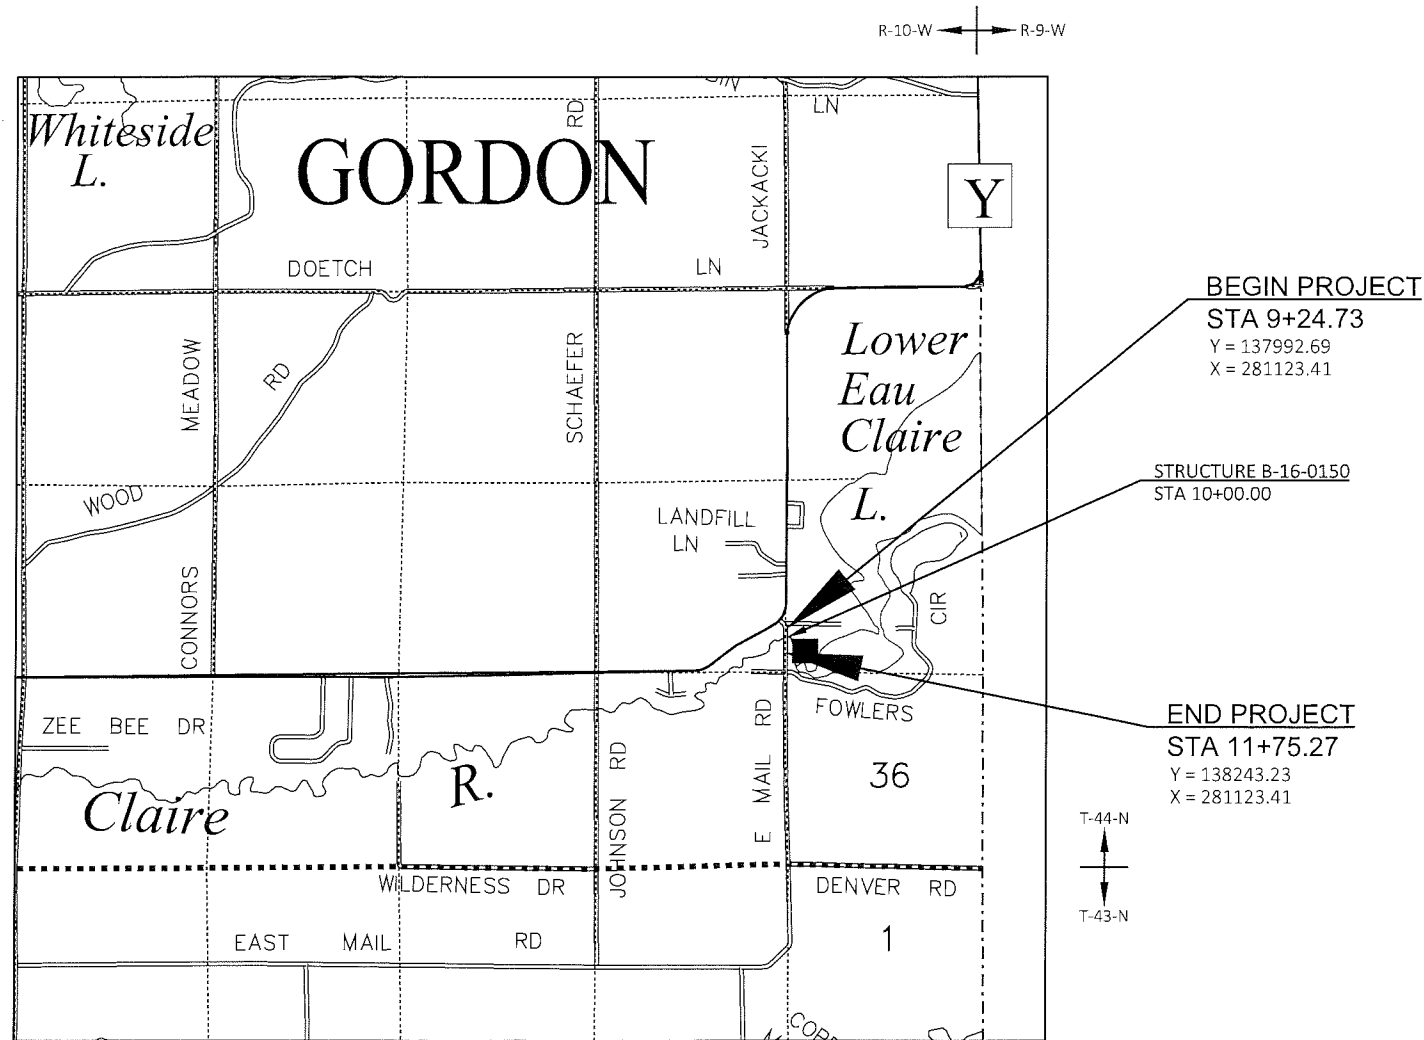 R-10-W R-9-W
LN
Whiteside
L.
GORDON
RD
JACKACKI
Y
DOETCH LN
BEGIN PROJECT
STA 9+24.73
Y = 137992.69
X = 281123.41
Lower
Eau
Claire
L.
MEADOW
RD
SCHAEFER
WOOD
STRUCTURE B-16-0150
STA 10+00.00
LANDFILL
LN
CONNORS
CIR
ZEE BEE DR
FOWLERS
END PROJECT
STA 11+75.27
Y = 138243.23
X = 281123.41
E MAIL RD
JOHNSON RD
36
R.
Claire
T-44-N
T-43-N
WILDERNESS DR
DENVER RD
EAST MAIL RD
1